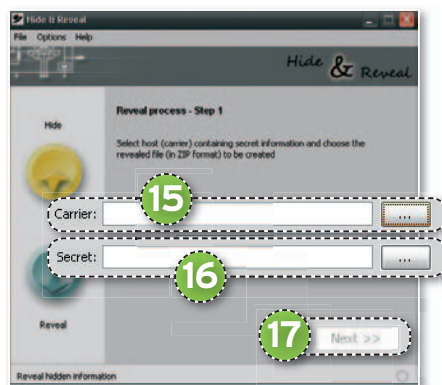 Hide & Reveal
File Options Help
Hide & Reveal
Hide
Reveal process - Step 1
Select host (carrier) containing secret information and choose the
revealed file (in ZIP format) to be created
15
Carrier:
...
Secret:
...
16
Reveal
17
Next >>
Reveal hidden information